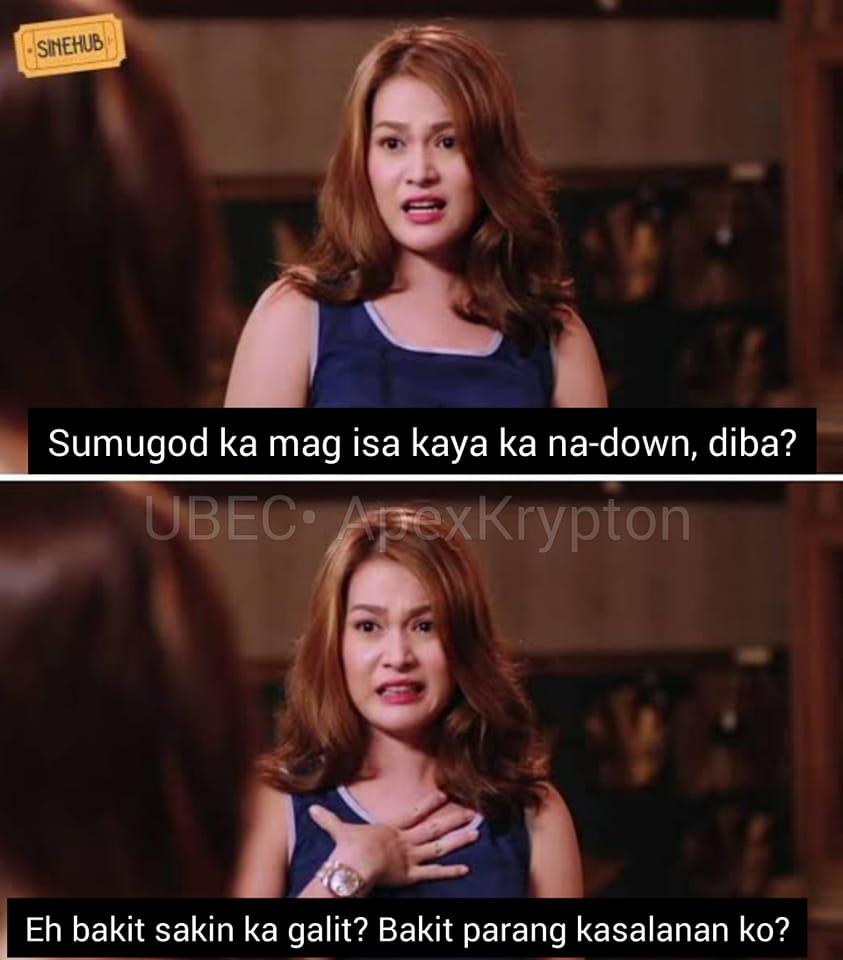 SINEHUB
Sumugod ka mag isa kaya ka na-down, diba?
UBEC• ApexKrypton
Eh bakit sakin ka galit? Bakit parang kasalanan ko?